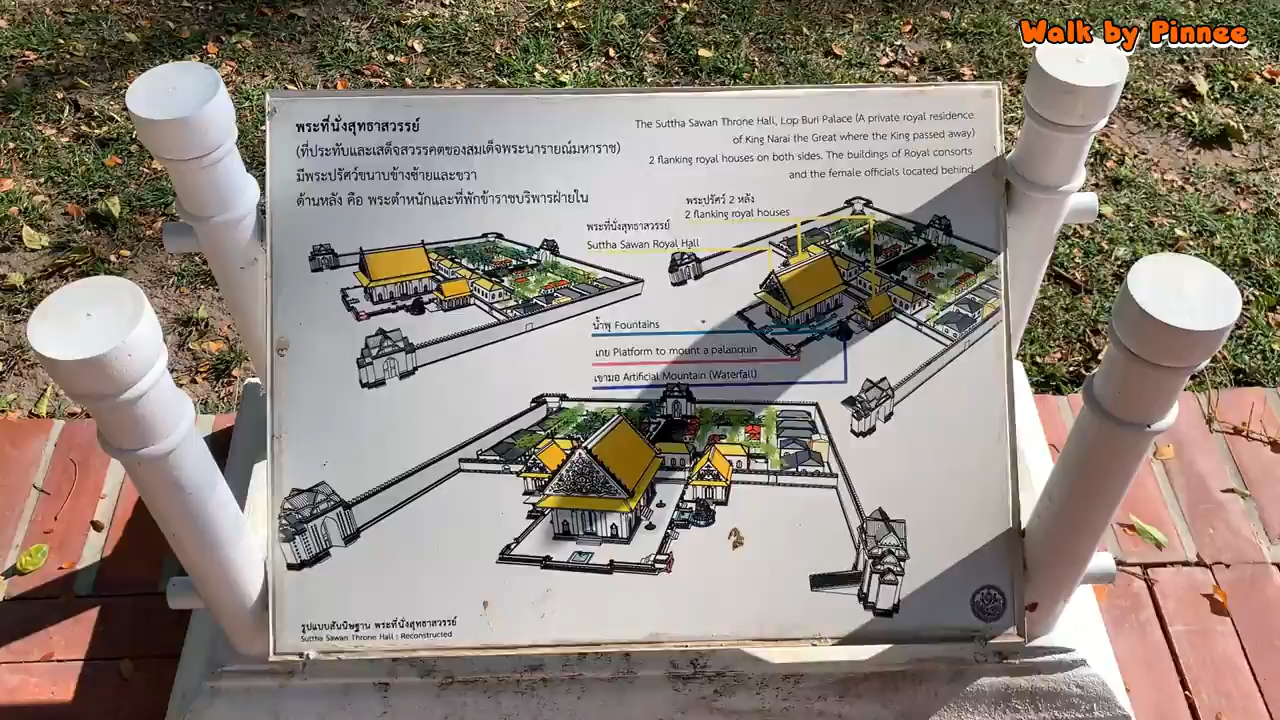 Walk by Pinnee
พระที่นั่งสุทธาสวรรย์
(ที่ประทับและเสด็จสวรรคตของสมเด็จพระนารายณ์มหาราช)
มีพระปรัศว์ขนาบข้างซ้ายและขวา
ด้านหลัง คือ พระตำหนักและที่พักข้าราชบริพารฝ่ายใน
The Suttha Sawan Throne Hall, Lop Buri Palace (A private royal residence
of King Narai the Great where the King passed away)
2 flanking royal houses on both sides. The buildings of Royal consorts
and the female officials located behind.
พระปรัศว์ 2 หลัง
2 flanking royal houses
พระที่นั่งสุทธาสวรรย์
Suttha Sawan Royal Hall
น้ำพุ Fountains
เกย Platform to mount a palanquin
เขามอ Artificial Mountain (Waterfall)
รูปแบบสันนิษฐาน พระที่นั่งสุทธาสวรรย์
Suttha Sawan Throne Hall : Reconstructed